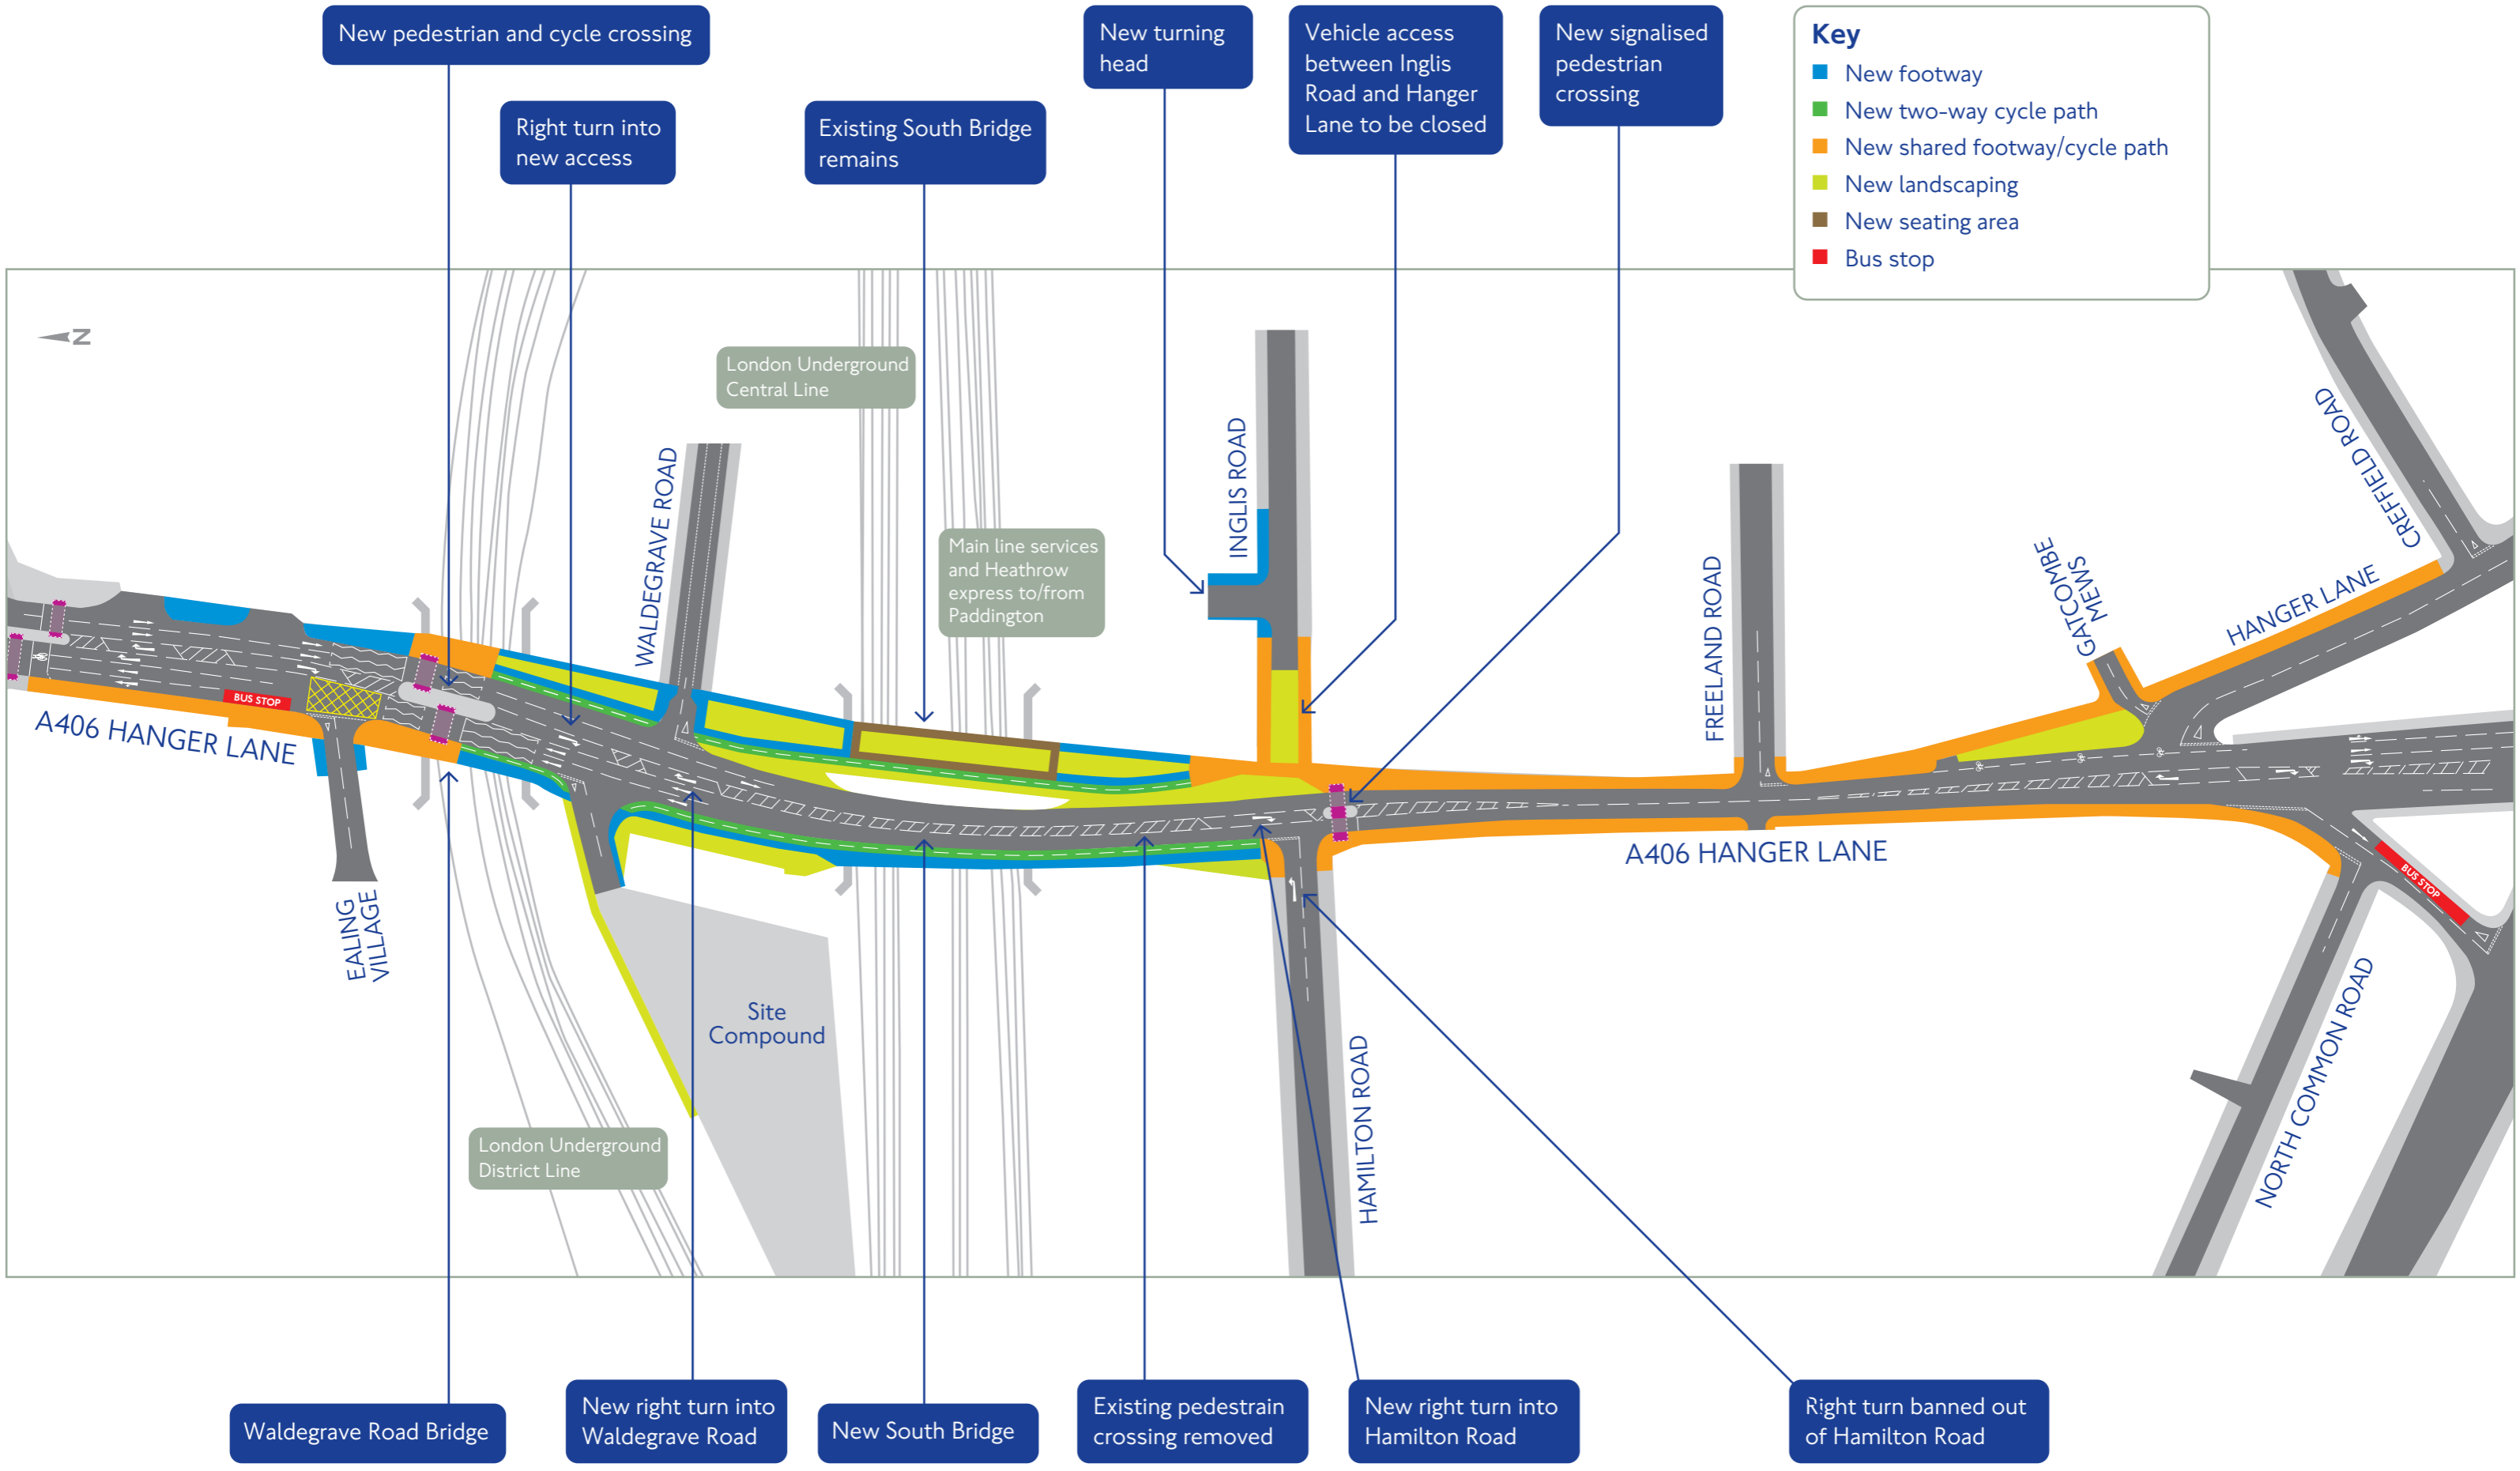 New pedestrian and cycle crossing
Right turn into
new access
Existing South Bridge
remains
New turning
head
Vehicle access
between Inglis
Road and Hanger
Lane to be closed
New signalised
pedestrian
crossing
Key
New footway
New two-way cycle path
New shared footway/cycle path
New landscaping
New seating area
Bus stop
N
London Underground
Central Line
Main line services
and Heathrow
express to/from
Paddington
WALDEGRAVE ROAD
INGLIS ROAD
FREELAND ROAD
GATCOMBE
MEWS
HANGER LANE
CREFFIELD ROAD
BUS STOP
A406 HANGER LANE
EALING
VILLAGE
A406 HANGER LANE
BUS STOP
Site
Compound
HAMILTON ROAD
NORTH COMMON ROAD
London Underground
District Line
Waldegrave Road Bridge
New right turn into
Waldegrave Road
New South Bridge
Existing pedestrain
crossing removed
New right turn into
Hamilton Road
Right turn banned out
of Hamilton Road